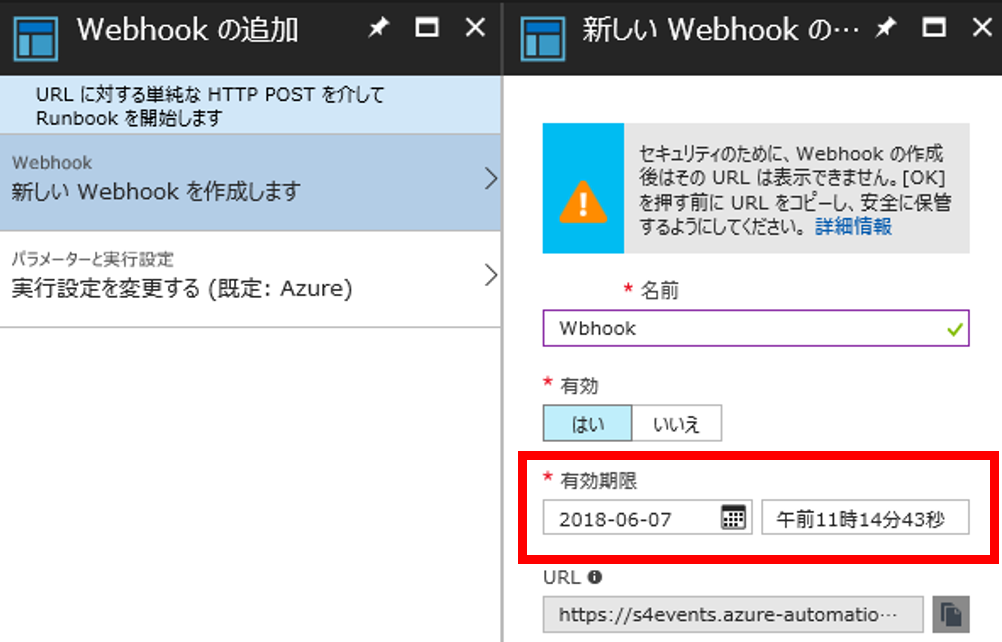 Webhook の追加
URL に対する単純な HTTP POST を介して
Runbook を開始します
Webhook
新しい Webhook を作成します
パラメーターと実行設定
実行設定を変更する (既定: Azure)
新しい Webhook の…
セキュリティのために、Webhook の作成
後はその URL は表示できません。[OK]
を押す前に URL をコピーし、安全に保管
するようにしてください。 詳細情報
* 名前
Wbhook
* 有効
はい いいえ
* 有効期限
2018-06-07 午前11時14分43秒
URL
https://s4events.azure-automatio…